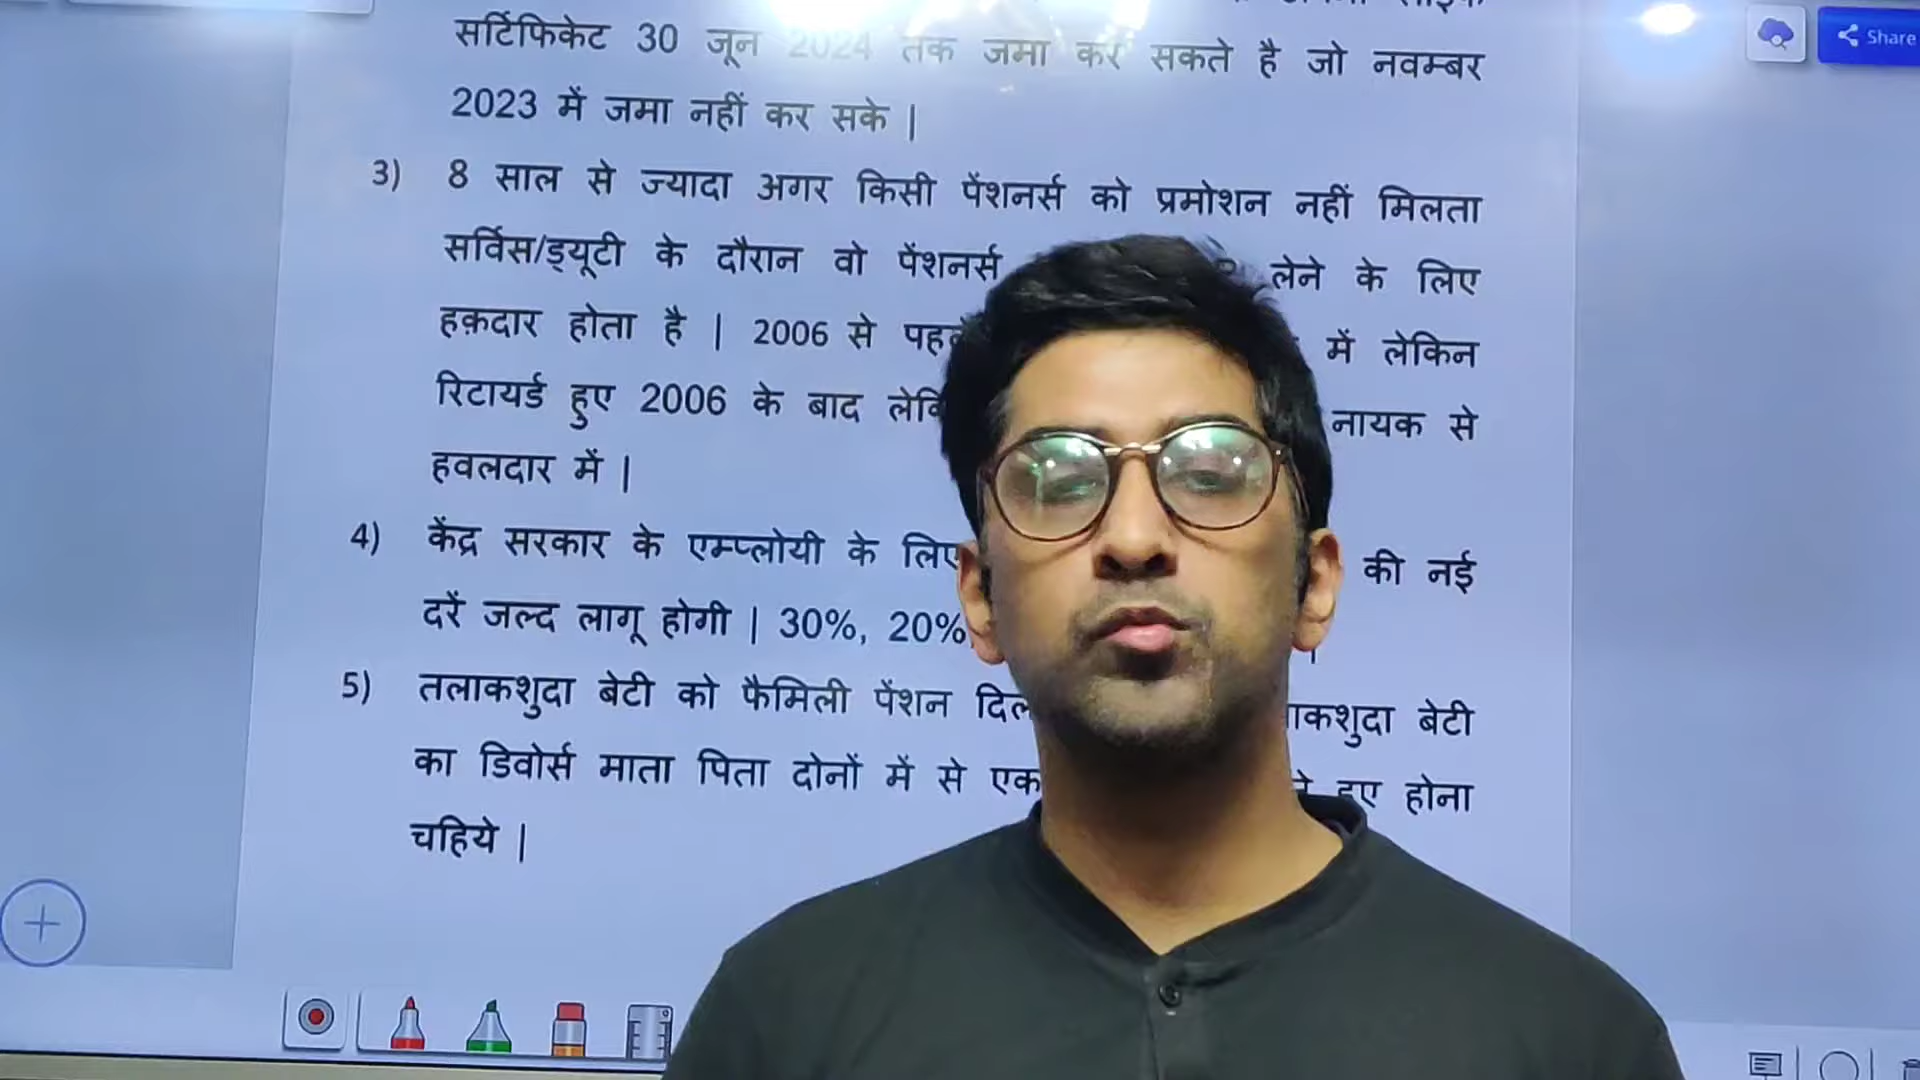 सर्टिफिकेट 30 जून 2024 तक जमा कर सकते है जो नवम्बर
Share
2023 में जमा नहीं कर सके |
3) 8 साल से ज्यादा अगर किसी पेंशनर्स को प्रमोशन नहीं मिलता
सर्विस/ड्यूटी के दौरान वो पेंशनर्स लेने के लिए
हक़दार होता है | 2006 से में लेकिन
रिटायर्ड हुए 2006 के बाद नायक से
हवलदार में |
4) केंद्र सरकार के एम्प्लोयी के लिए की नई
दरें जल्द लागू होगी | 30%, 20%
5) तलाकशुदा बेटी को फैमिली पेंशन बेटी
का डिवोर्स माता पिता दोनों में से एक हुए होना
चहिये |